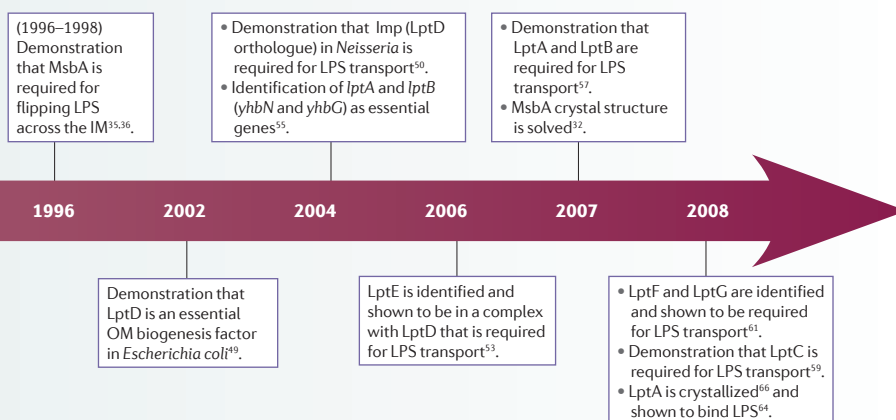 (1996–1998)
Demonstration
that MsbA is
required for
flipping LPS
across the IM35,36.
• Demonstration that Imp (LptD
orthologue) in Neisseria is
required for LPS transport50.
• Identification of lptA and lptB
(yhbN and yhbG) as essential
genes55.
• Demonstration that
LptA and LptB are
required for LPS
transport57.
• MsbA crystal structure
is solved32.
1996 2002 2004 2006 2007 2008
Demonstration that
LptD is an essential
OM biogenesis factor
in Escherichia coli49.
LptE is identified and
shown to be in a complex
with LptD that is required
for LPS transport53.
• LptF and LptG are identified
and shown to be required
for LPS transport61.
• Demonstration that LptC is
required for LPS transport59.
• LptA is crystallized66 and
shown to bind LPS64.